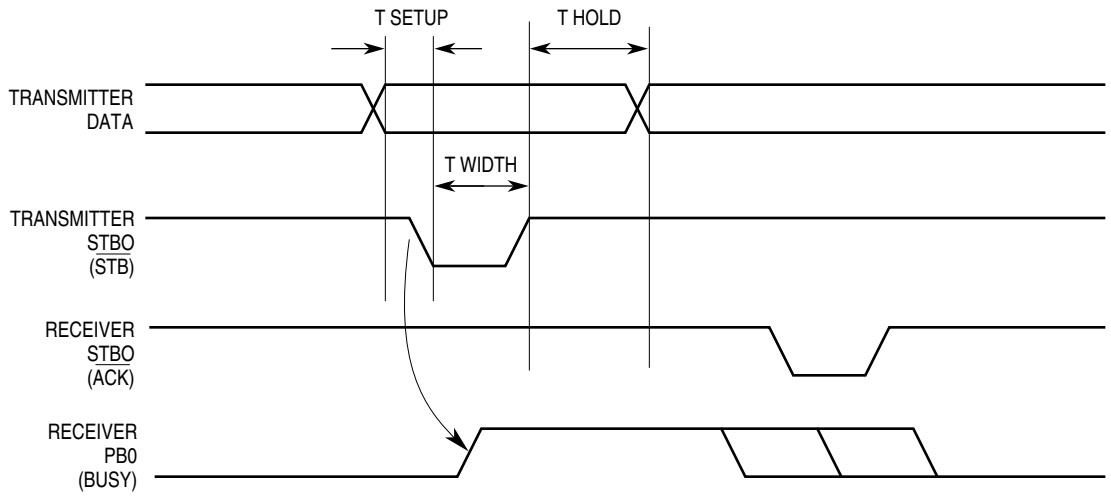 T SETUP
T HOLD
TRANSMITTER
DATA
T WIDTH
TRANSMITTER
STBO
(STB)
RECEIVER
STBO
(ACK)
RECEIVER
PB0
(BUSY)